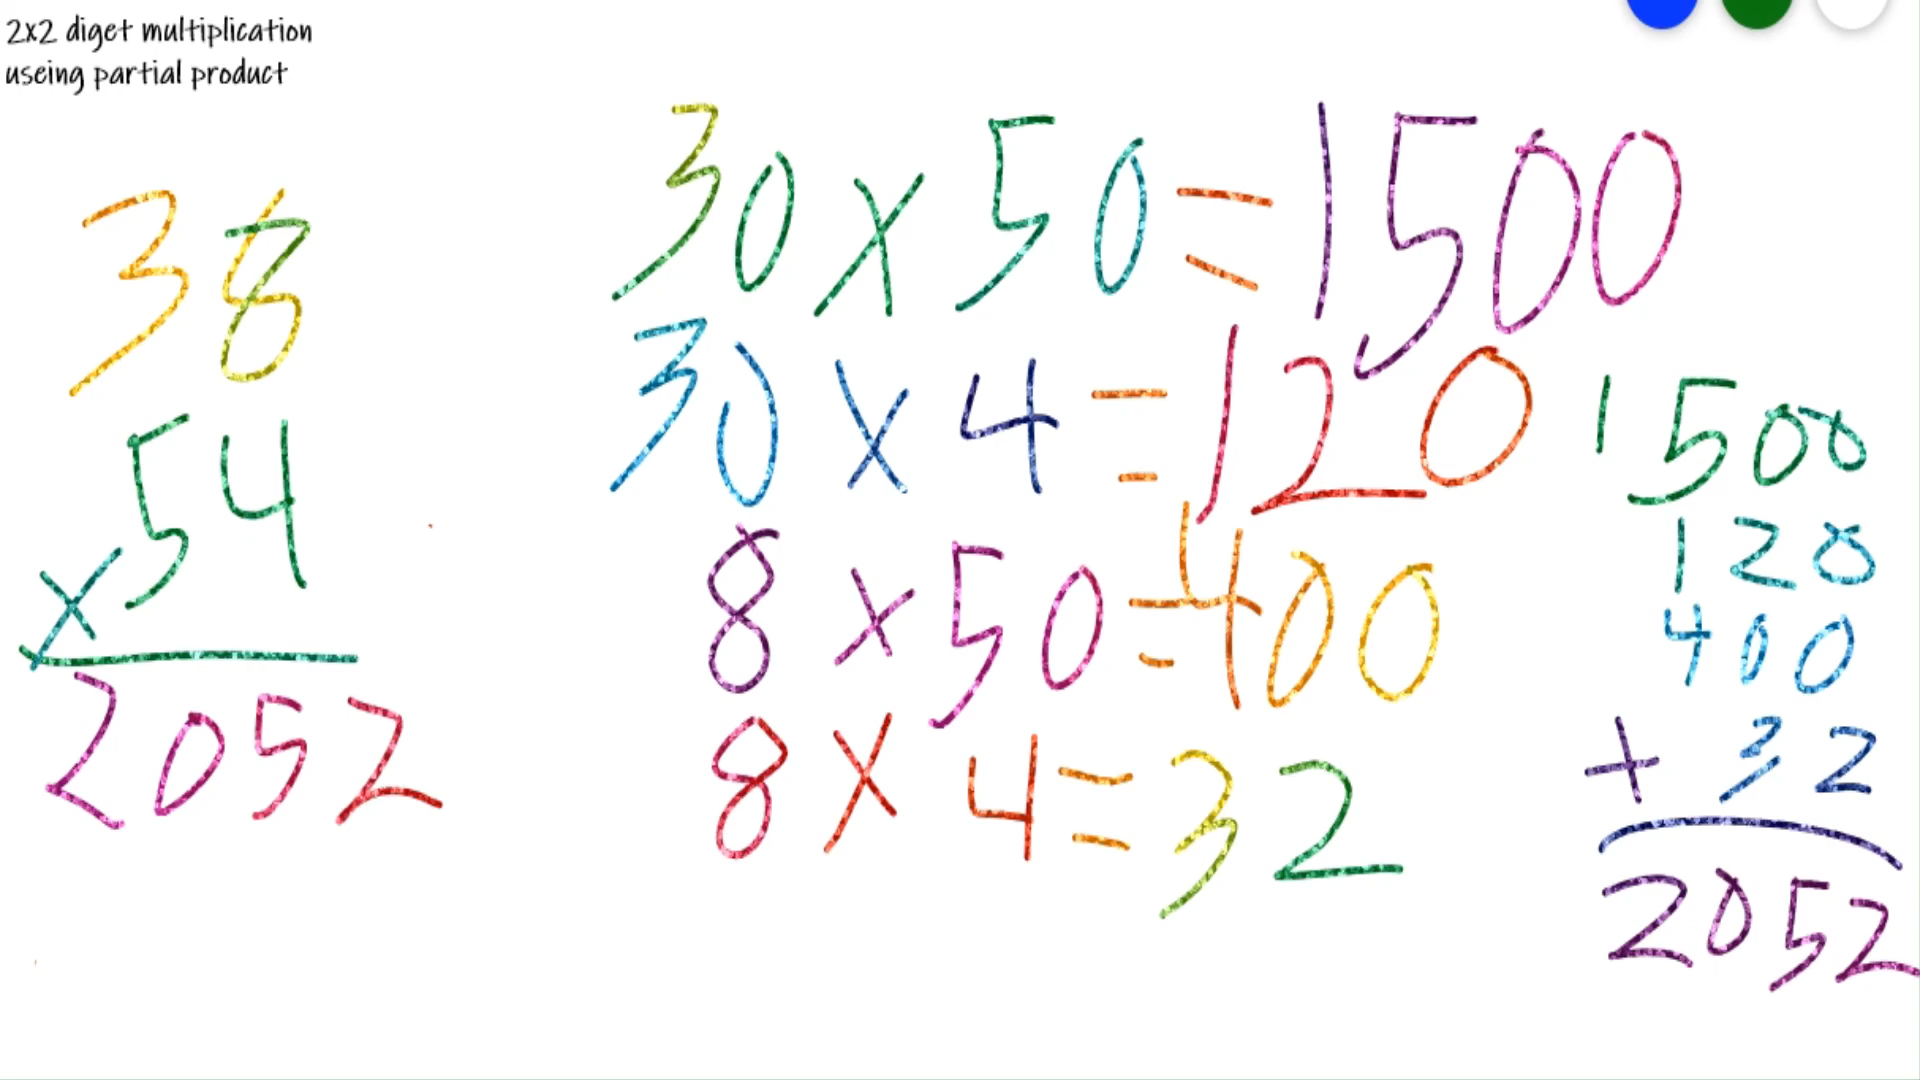 2x2 diget multiplication
useing partial product
38
x 54
2052
30 x 50 = 1500
30 x 4 = 120
8 x 50 = 400
8 x 4 = 32
1500
120
400
+ 32
2052